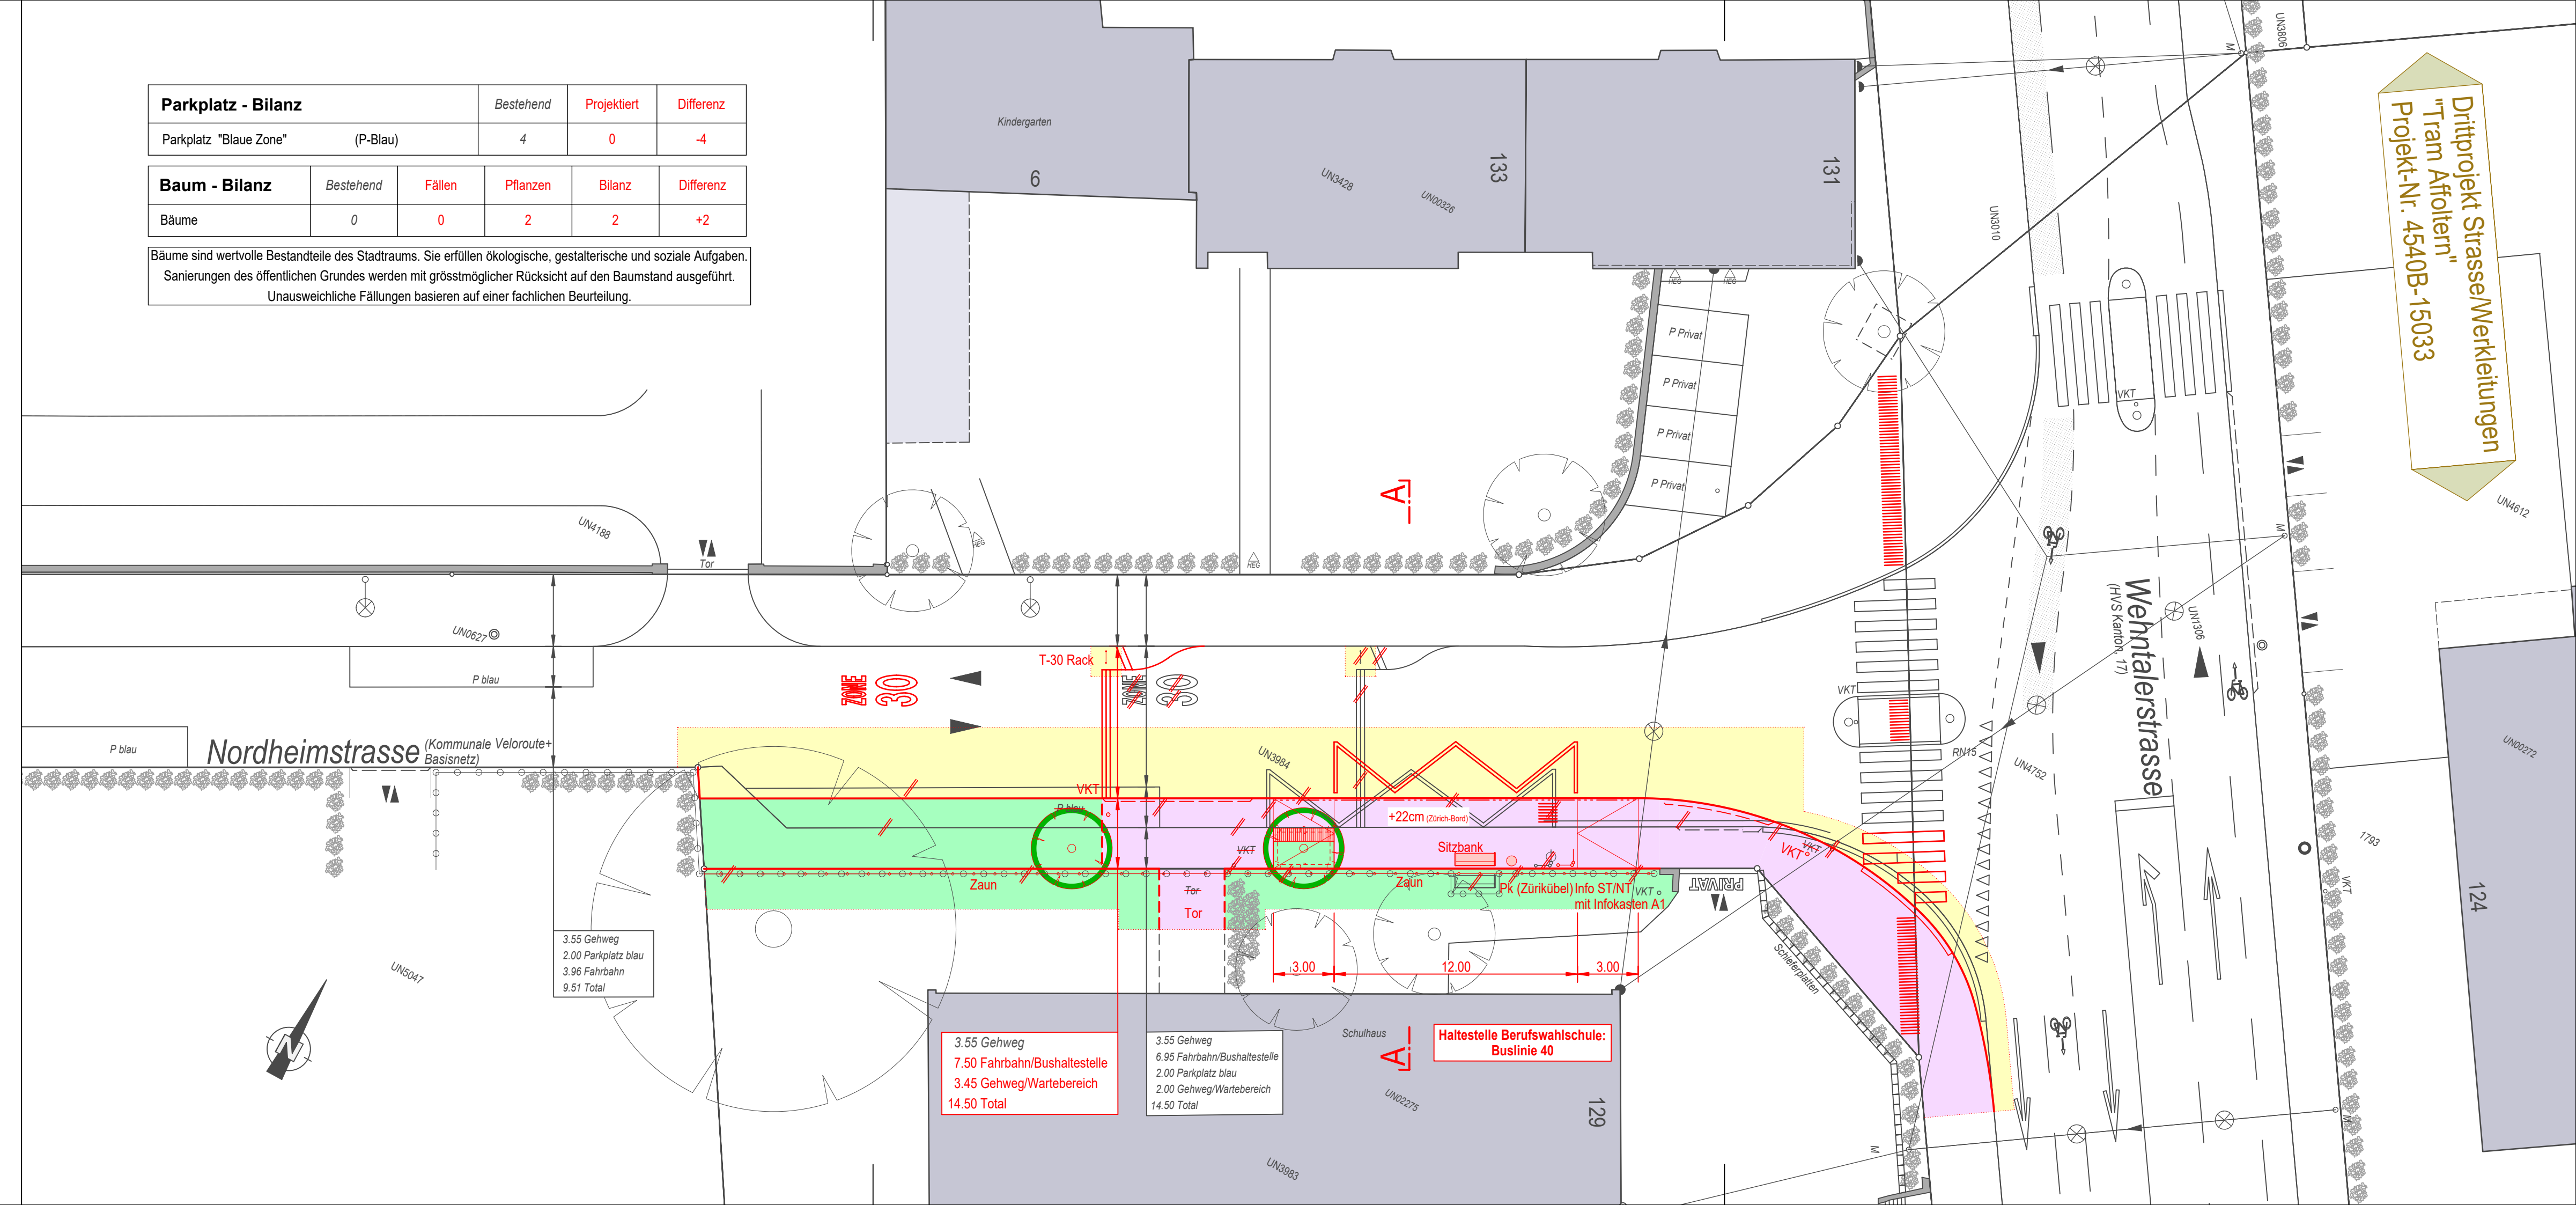 Parkplatz - Bilanz Bestehend Projektiert Differenz
Parkplatz "Blaue Zone" (P-Blau) 4 0 -4
Baum - Bilanz Bestehend Fällen Pflanzen Bilanz Differenz
Bäume 0 0 2 2 +2
Bäume sind wertvolle Bestandteile des Stadtraums. Sie erfüllen ökologische, gestalterische und soziale Aufgaben.
Sanierungen des öffentlichen Grundes werden mit grösstmöglicher Rücksicht auf den Baumstand ausgeführt.
Unausweichliche Fällungen basieren auf einer fachlichen Beurteilung.
Kindergarten
6
UN3428
UN00326
133
131
UN3010
UN3806
M
Drittprojekt Strasse/Werkleitungen
"Tram Affoltern"
Projekt-Nr. 4540B-15033
HEG
HEG
P Privat
P Privat
P Privat
P Privat
VKT
A
UN4612
M
UN4188
Tor
HEG
HEG
UN0627
P blau
P blau
Nordheimstrasse
(Kommunale Veloroute+
Basisnetz)
T-30 Rack
ZONE
30
ZONE
30
Wehntalerstrasse
(HVS Kanton, 17)
UN1306
VKT
RN15
UN4752
UN00272
UN3984
VKT
P blau
+22cm (Zürich-Bord)
VKT
Sitzbank
VKT
VKT
1793
VKT
124
Zaun
Zaun
Tor
Tor
Pk (Zürikübel)
Info ST/NT
mit Infokasten A1
VKT
PRIVAT
Schieferplatten
3.00
12.00
3.00
3.55 Gehweg
2.00 Parkplatz blau
3.96 Fahrbahn
9.51 Total
UN5047
N
3.55 Gehweg
7.50 Fahrbahn/Bushaltestelle
3.45 Gehweg/Wartebereich
14.50 Total
3.55 Gehweg
6.95 Fahrbahn/Bushaltestelle
2.00 Parkplatz blau
2.00 Gehweg/Wartebereich
14.50 Total
Schulhaus
A
Haltestelle Berufswahlschule:
Buslinie 40
UN02275
129
UN3983
M
M